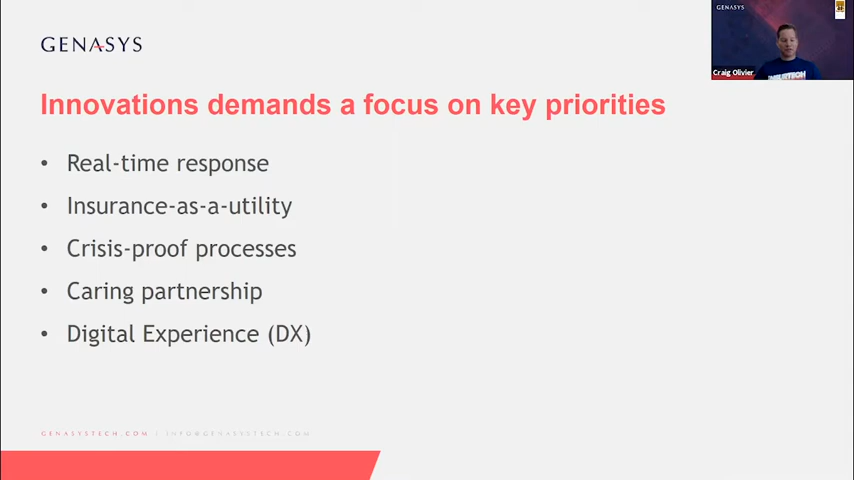 GENASYS
GENASYS
Craig Olivier
Innovations demands a focus on key priorities
• Real-time response
• Insurance-as-a-utility
• Crisis-proof processes
• Caring partnership
• Digital Experience (DX)
GENASYSTECH.COM | INFO@GENASYSTECH.COM